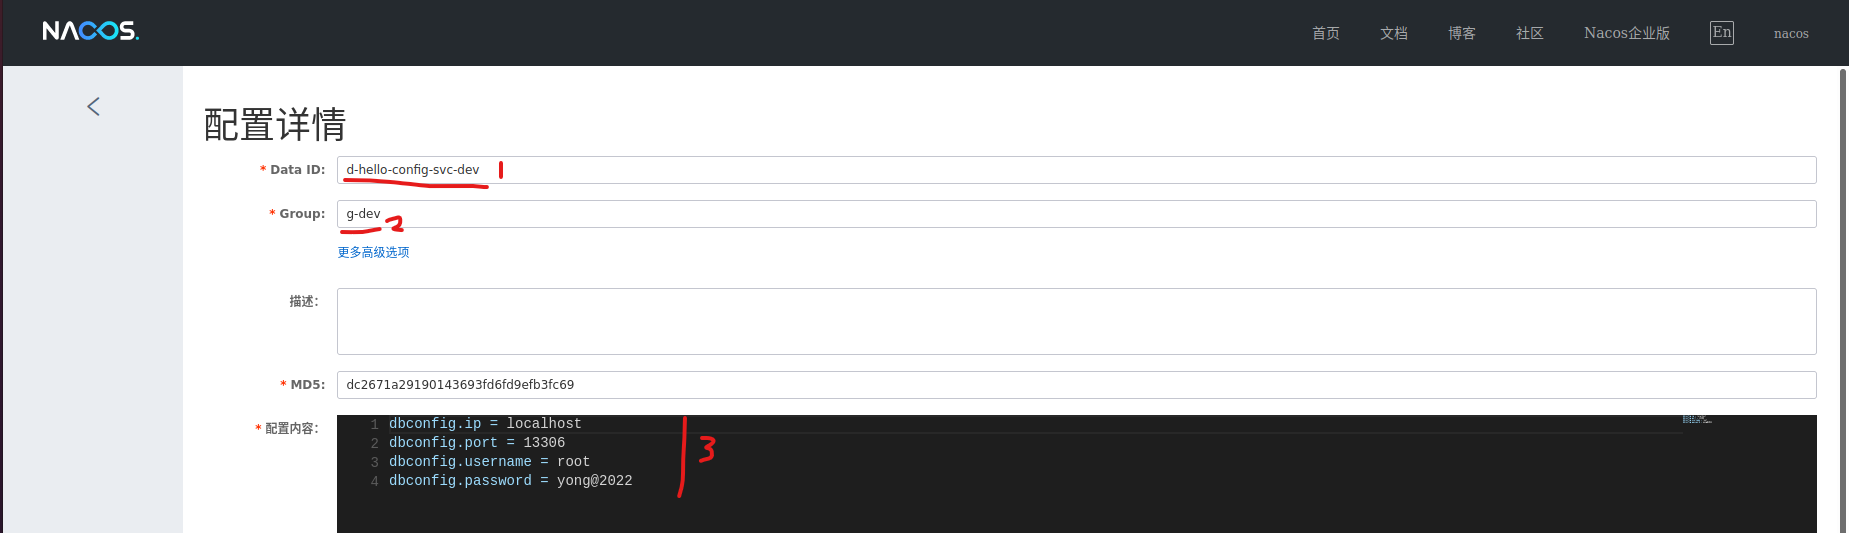 NACOS.
首页 文档 博客 社区 Nacos企业版 En nacos
配置详情
* Data ID: d-hello-config-svc-dev 1
* Group: g-dev 2
更多高级选项
描述:
* MD5: dc2671a29190143693fd6fd9efb3fc69
* 配置内容: 1 dbconfig.ip = localhost
2 dbconfig.port = 13306
3 dbconfig.username = root
4 dbconfig.password = yong@2022
3